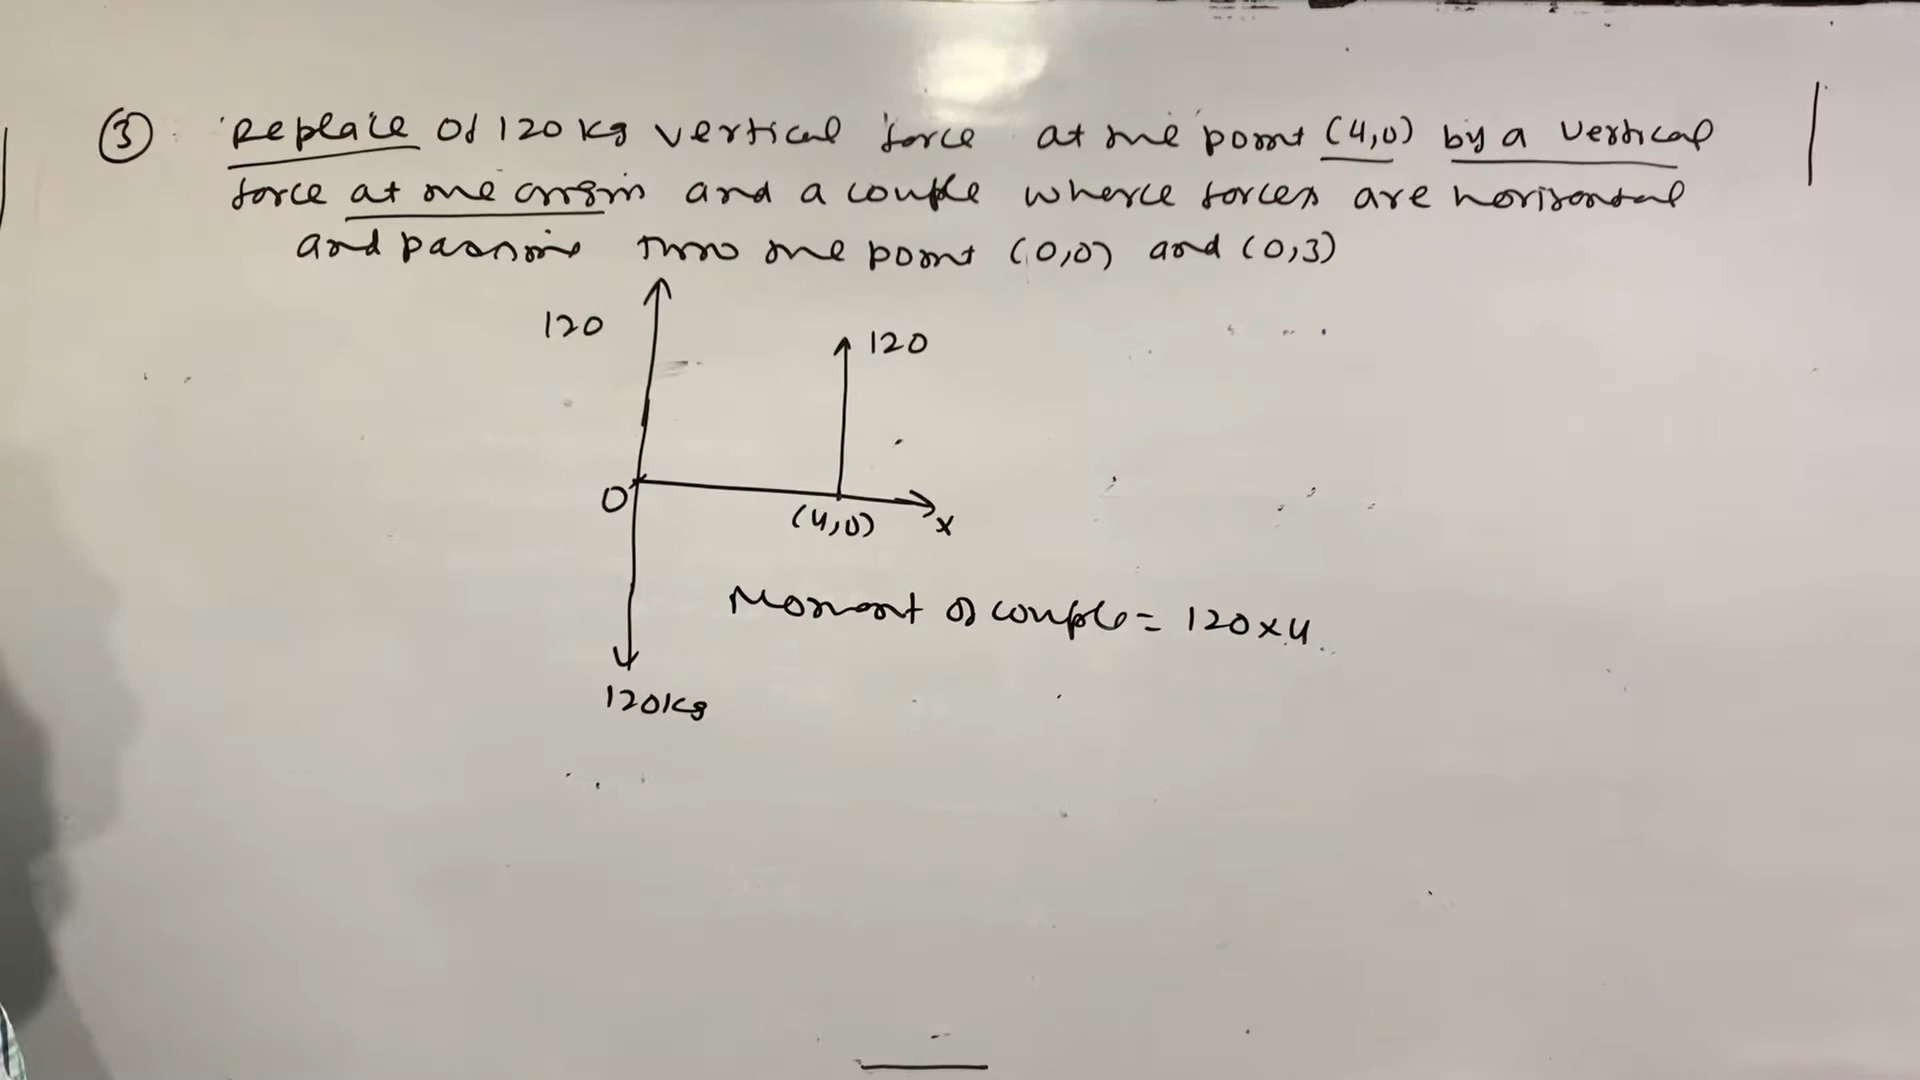 ③ Replace of 120 kg vertical force at the point (4,0) by a vertical
force at the origin and a couple whose forces are horizontal
and passing thro the point (0,0) and (0,3)
120
120
O
(4,0)
x
Moment of couple = 120 x 4
120kg